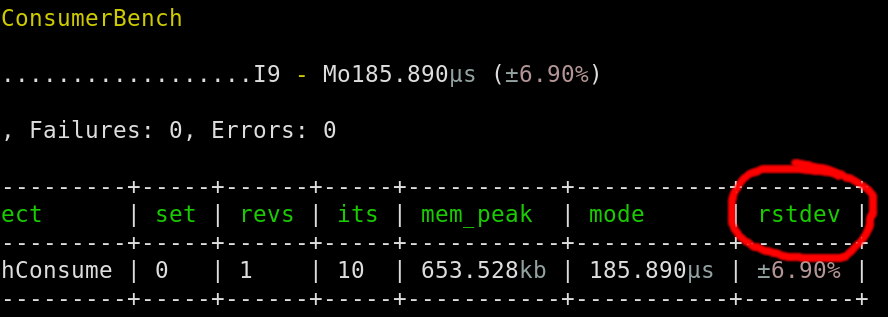 ConsumerBench
..................I9 - Mo185.890μs (±6.90%)
, Failures: 0, Errors: 0
---------+-----+------+-----+-----------+-----------+--------+
ect | set | revs | its | mem_peak | mode | rstdev |
---------+-----+------+-----+-----------+-----------+--------+
hConsume | 0 | 1 | 10 | 653.528kb | 185.890μs | ±6.90% |
---------+-----+------+-----+-----------+-----------+--------+